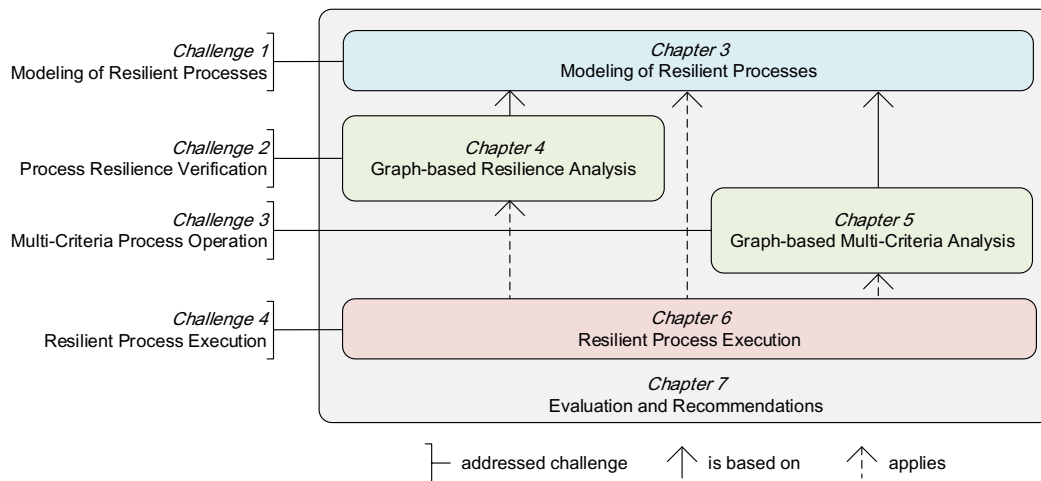 Challenge 1
Modeling of Resilient Processes
Chapter 3
Modeling of Resilient Processes
Challenge 2
Process Resilience Verification
Chapter 4
Graph-based Resilience Analysis
Challenge 3
Multi-Criteria Process Operation
Chapter 5
Graph-based Multi-Criteria Analysis
Challenge 4
Resilient Process Execution
Chapter 6
Resilient Process Execution
Chapter 7
Evaluation and Recommendations
addressed challenge
is based on
applies